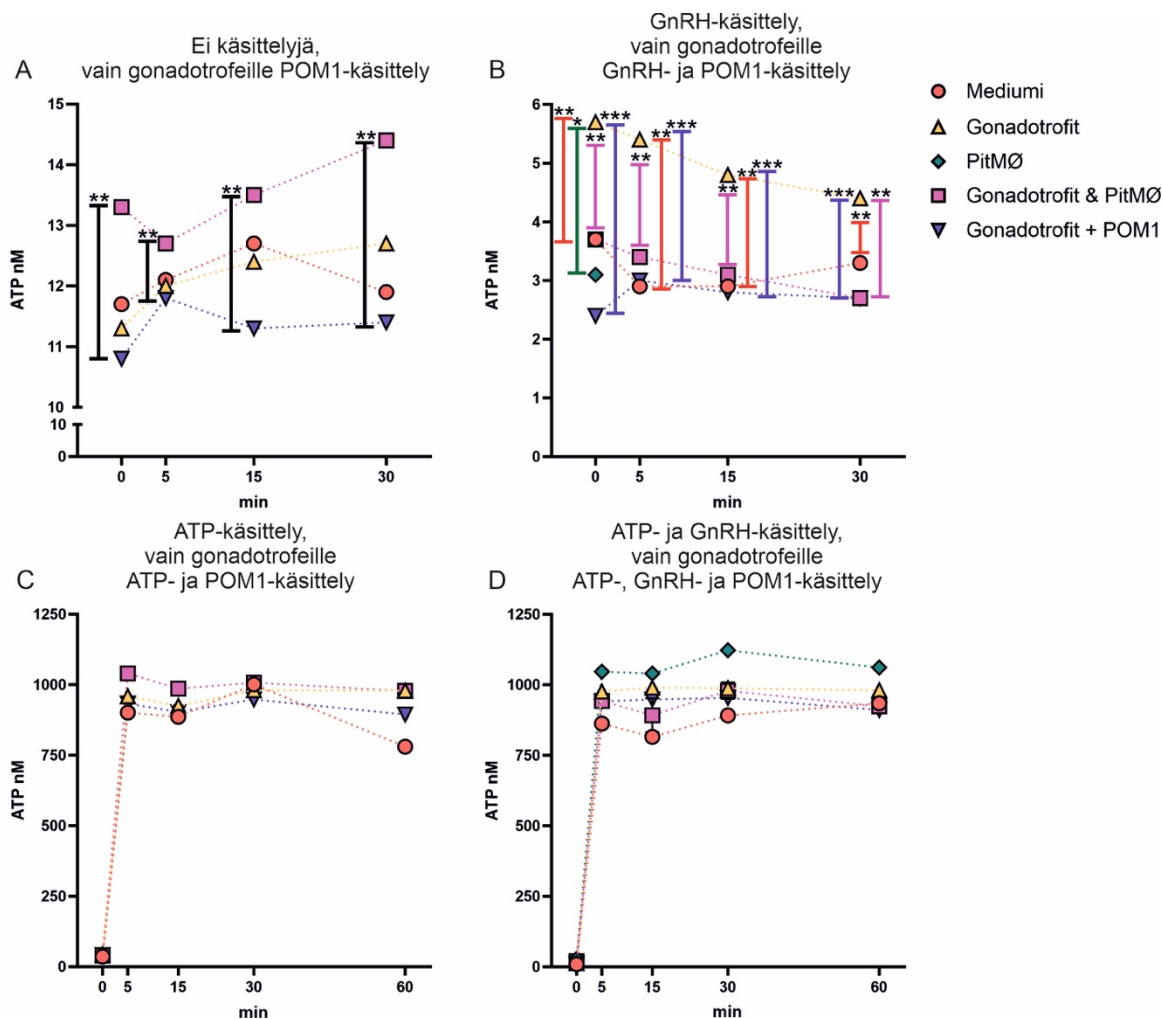 A
Ei käsittelyjä,
vain gonadotrofeille POM1-käsittely
15
14
13
12
11
10
10
0
ATP nM
** ** ** **
0 5 15 30
min
B
GnRH-käsittely,
vain gonadotrofeille
GnRH- ja POM1-käsittely
6
5
4
3
2
1
0
ATP nM
** * ** *** ** ** *** ** ** *** *** ** **
0 5 15 30
min
Mediumi
Gonadotrofit
PitMØ
Gonadotrofit & PitMØ
Gonadotrofit + POM1
C
ATP-käsittely,
vain gonadotrofeille
ATP- ja POM1-käsittely
1250
1000
750
500
250
0
ATP nM
0 5 15 30 60
min
D
ATP- ja GnRH-käsittely,
vain gonadotrofeille
ATP-, GnRH- ja POM1-käsittely
1250
1000
750
500
250
0
ATP nM
0 5 15 30 60
min